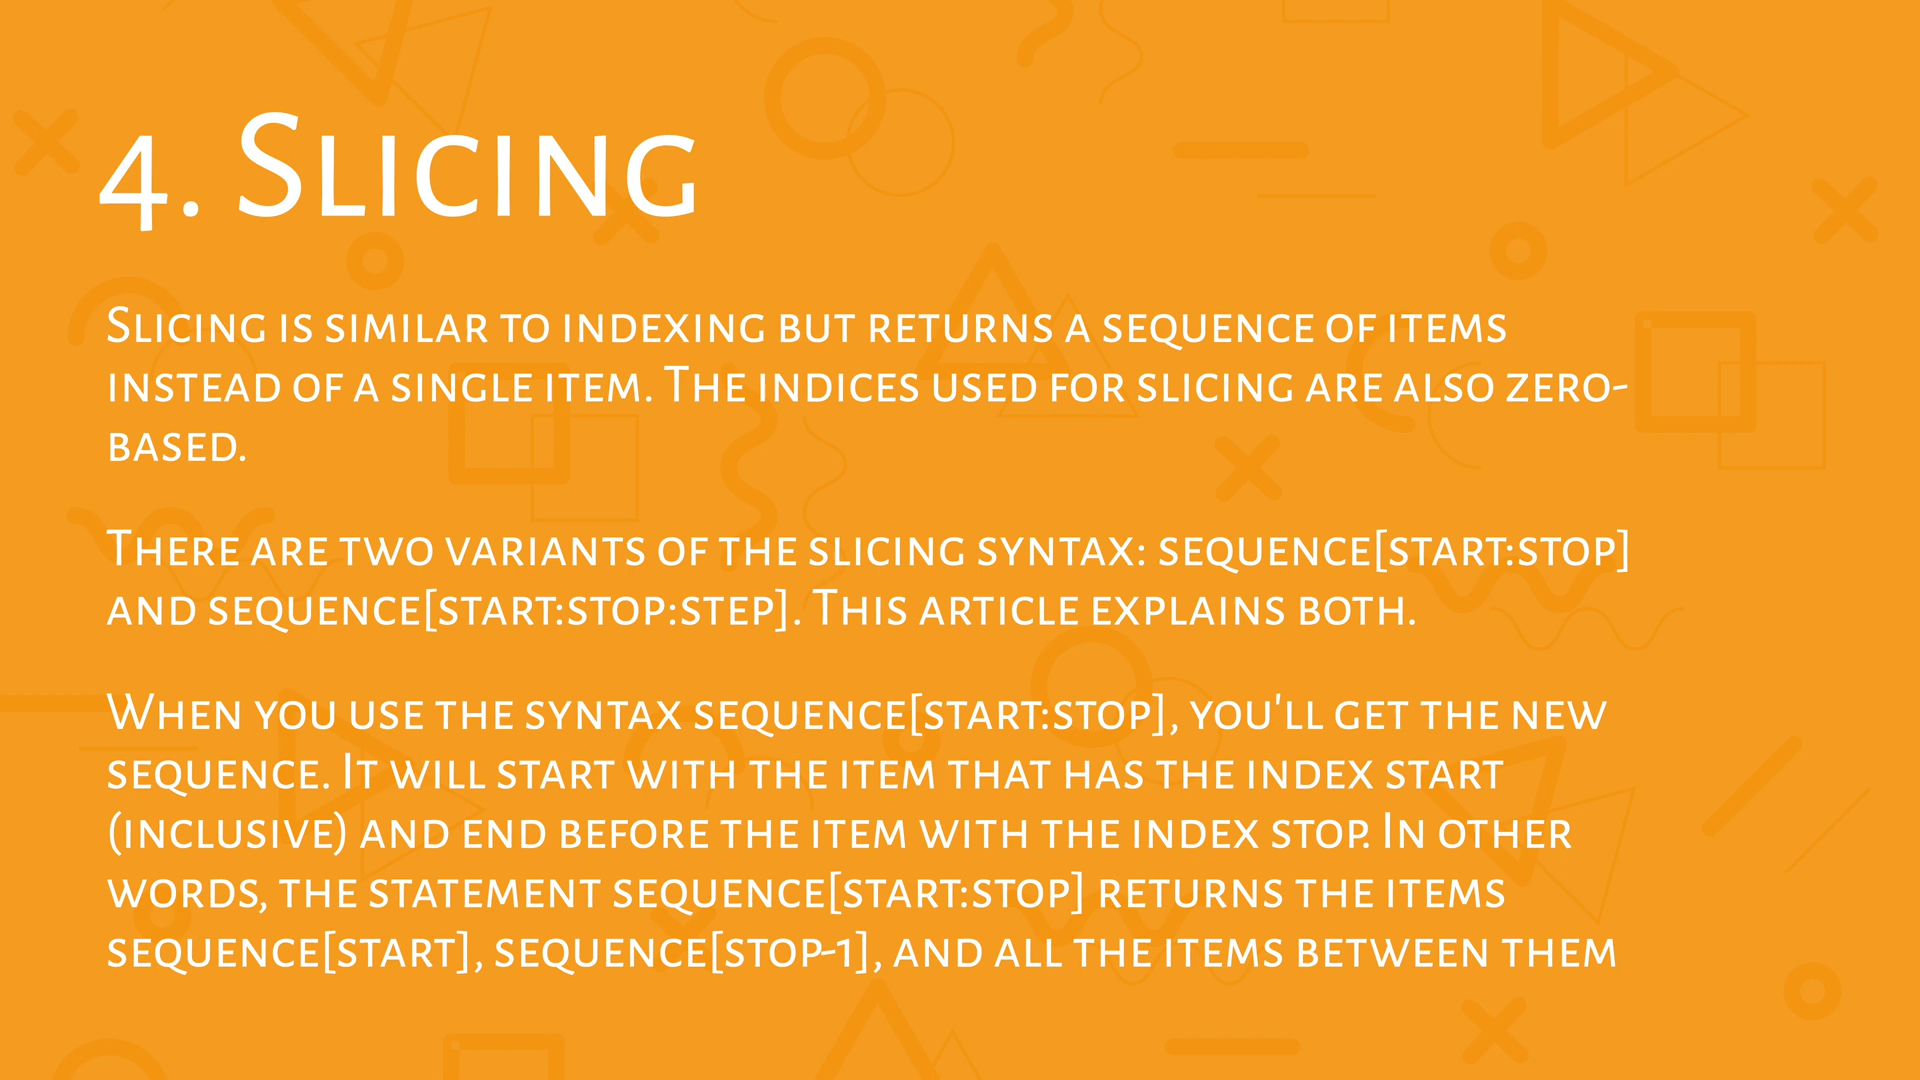 4. Slicing
Slicing is similar to indexing but returns a sequence of items
instead of a single item. The indices used for slicing are also zero-
based.
There are two variants of the slicing syntax: sequence[start:stop]
and sequence[start:stop:step]. This article explains both.
When you use the syntax sequence[start:stop], you'll get the new
sequence. It will start with the item that has the index start
(inclusive) and end before the item with the index stop. In other
words, the statement sequence[start:stop] returns the items
sequence[start], sequence[stop-1], and all the items between them